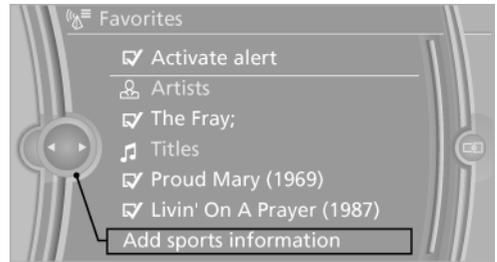 Favorites
Activate alert
Artists
The Fray;
Titles
Proud Mary (1969)
Livin' On A Prayer (1987)
Add sports information